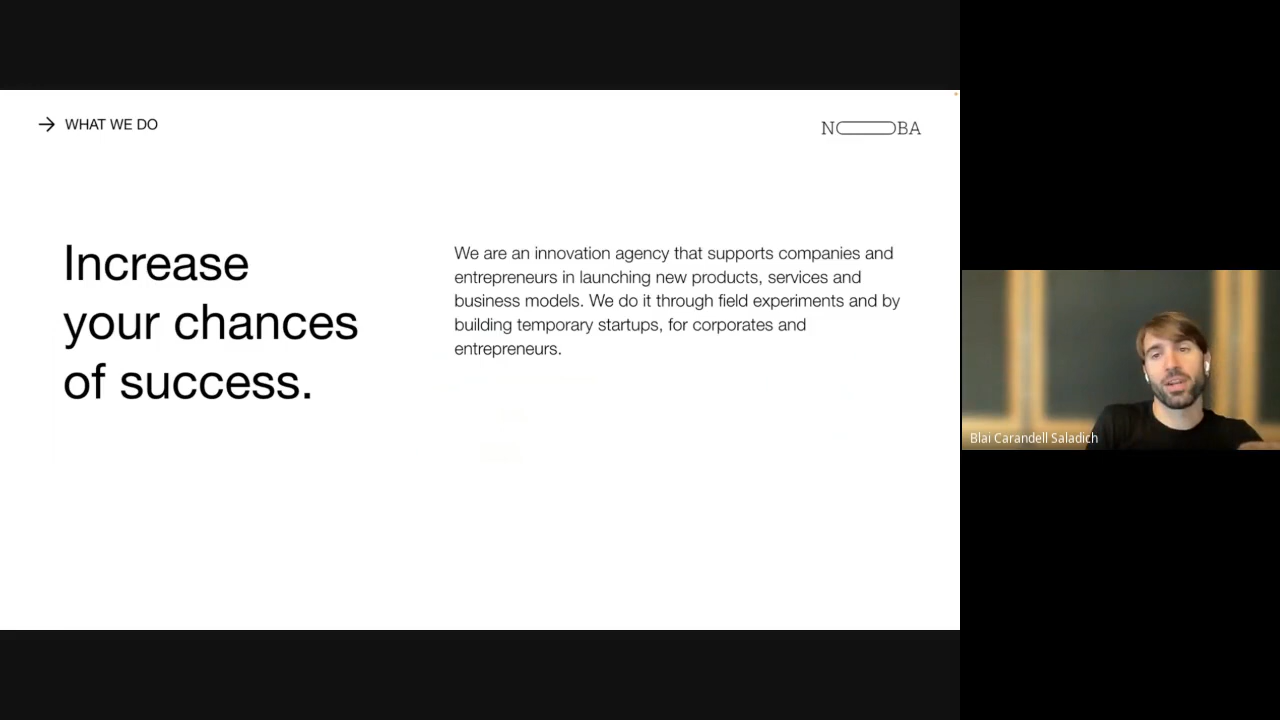 WHAT WE DO
NOBA
Increase
your chances
of success.
We are an innovation agency that supports companies and
entrepreneurs in launching new products, services and
business models. We do it through field experiments and by
building temporary startups, for corporates and
entrepreneurs.
Blai Carandell Saladich